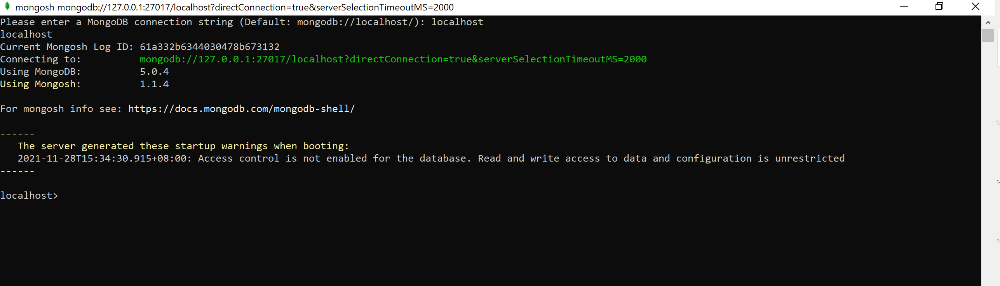 mongosh mongodb://127.0.0.1:27017/localhost?directConnection=true&serverSelectionTimeoutMS=2000
Please enter a MongoDB connection string (Default: mongodb://localhost/): localhost
localhost
Current Mongosh Log ID: 61a332b6344030478b673132
Connecting to: mongodb://127.0.0.1:27017/localhost?directConnection=true&serverSelectionTimeoutMS=2000
Using MongoDB: 5.0.4
Using Mongosh: 1.1.4
For mongosh info see: https://docs.mongodb.com/mongodb-shell/
------
The server generated these startup warnings when booting:
2021-11-28T15:34:30.915+08:00: Access control is not enabled for the database. Read and write access to data and configuration is unrestricted
------
localhost>